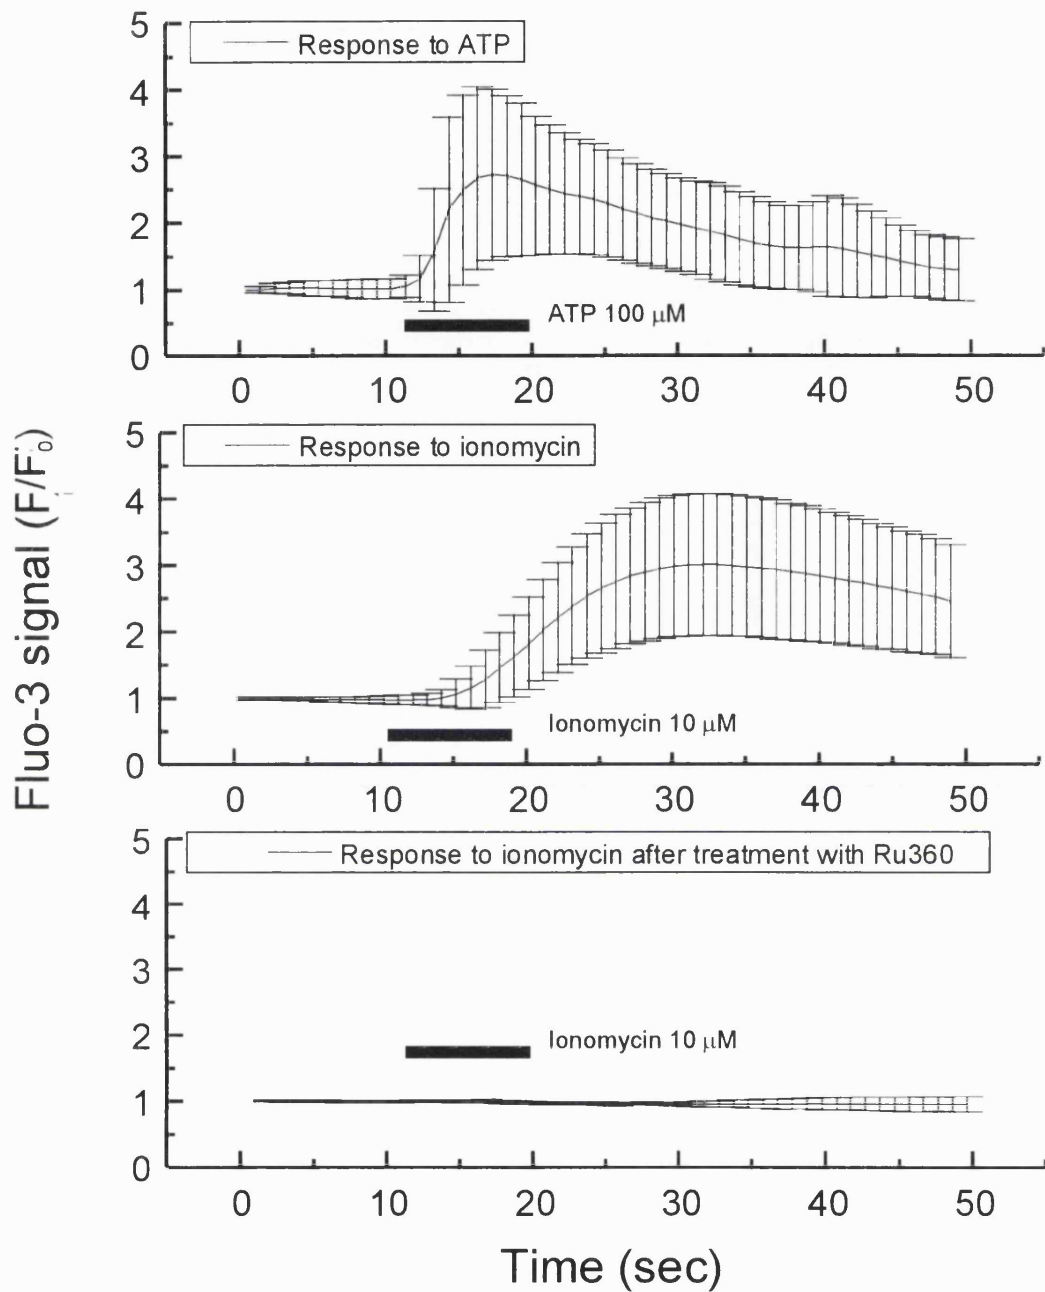 Fluo-3 signal (F/F0)
5
Response to ATP
4
3
2
1
ATP 100 μM
0
0 10 20 30 40 50
5
Response to ionomycin
4
3
2
1
Ionomycin 10 μM
0
0 10 20 30 40 50
5
Response to ionomycin after treatment with Ru360
4
3
2
Ionomycin 10 μM
1
0
0 10 20 30 40 50
Time (sec)